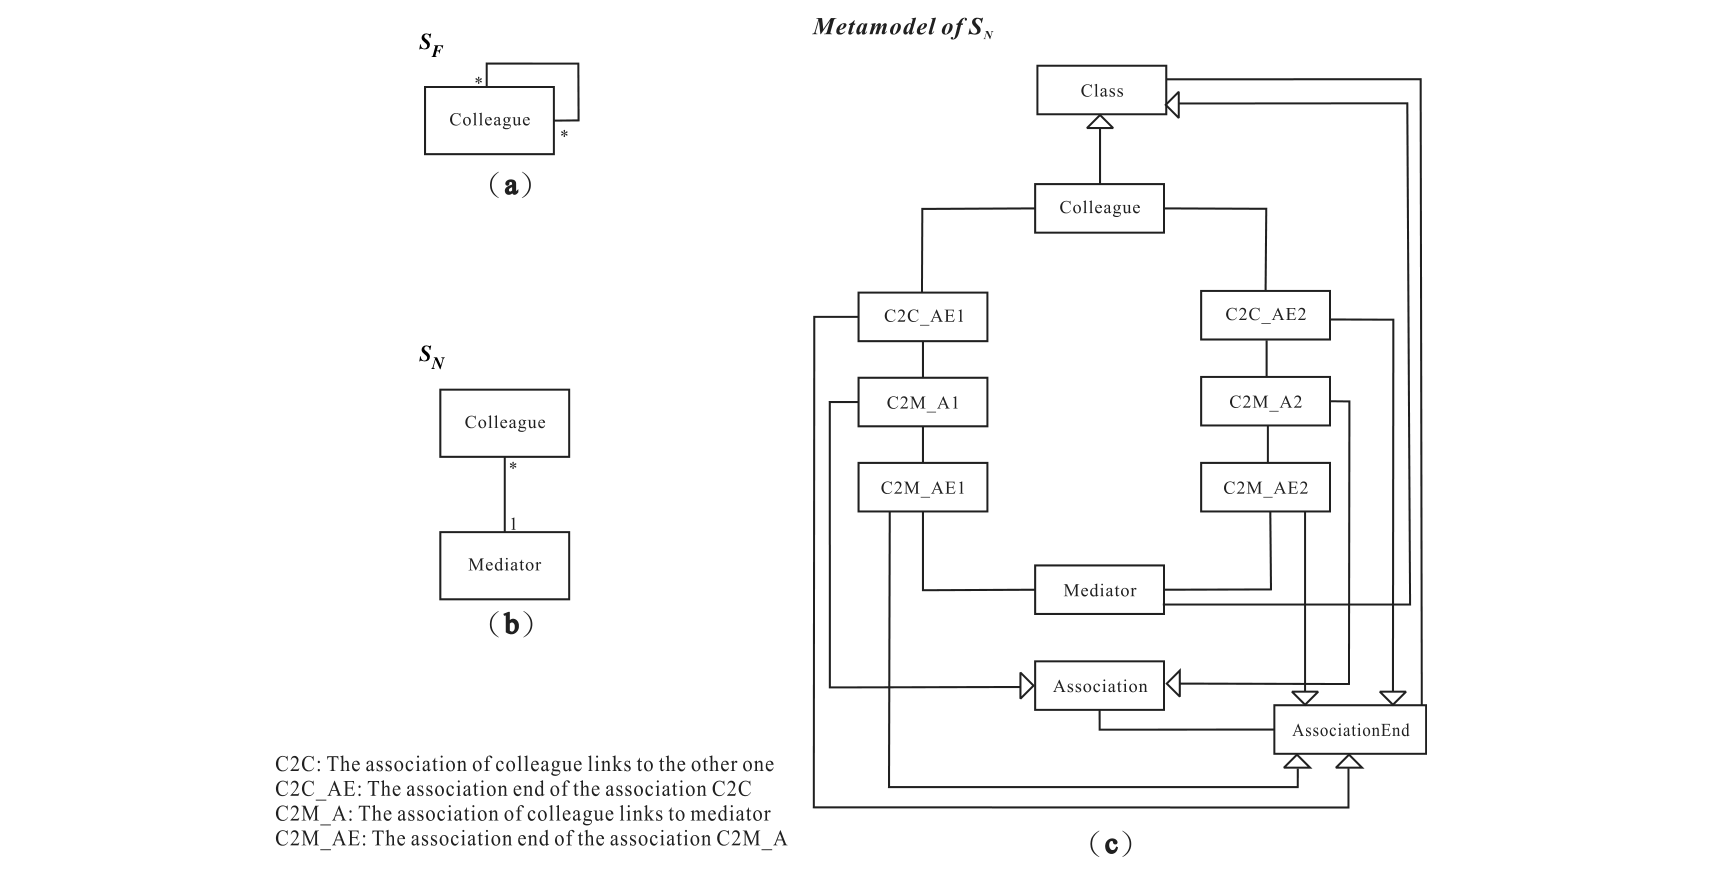 S_F
*
Colleague
*
(a)
S_N
Colleague
*
1
Mediator
(b)
C2C: The association of colleague links to the other one
C2C_AE: The association end of the association C2C
C2M_A: The association of colleague links to mediator
C2M_AE: The association end of the association C2M_A
Metamodel of S_N
Class
Colleague
C2C_AE1
C2C_AE2
C2M_A1
C2M_A2
C2M_AE1
C2M_AE2
Mediator
Association
AssociationEnd
(c)